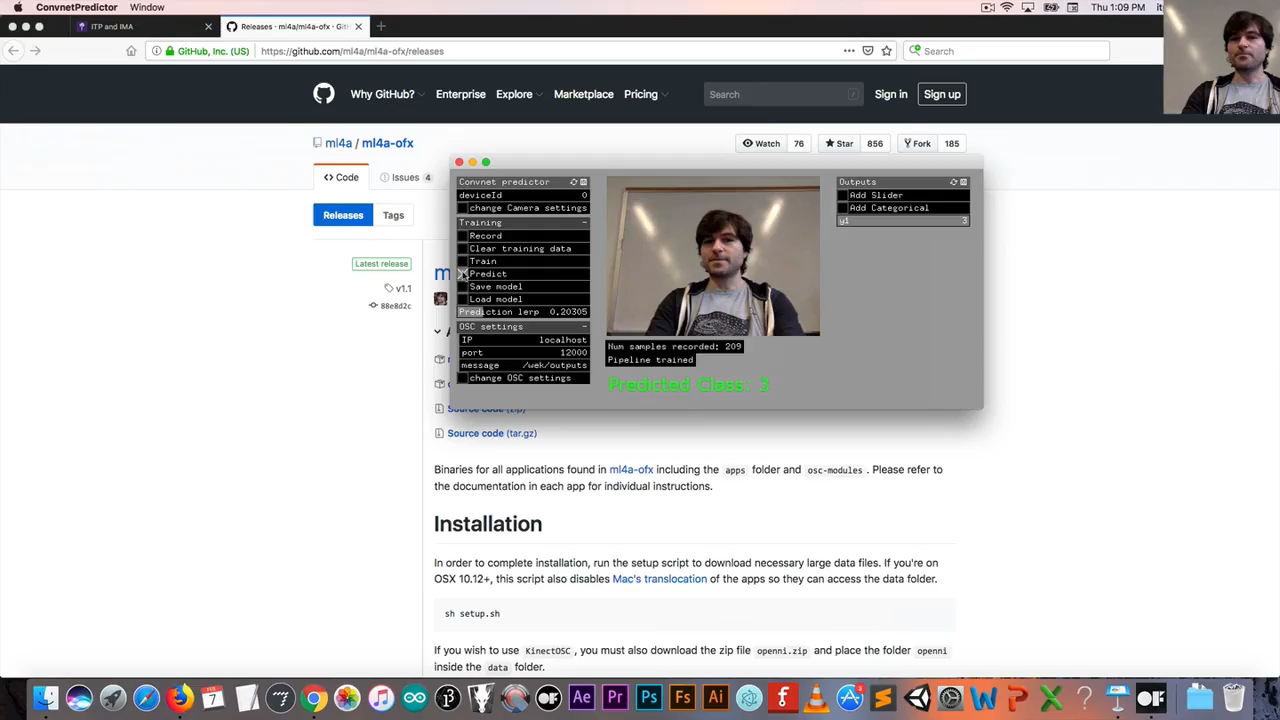 ConvnetPredictor Window
Thu 1:09 PM
ITP and IMA
Releases · ml4a/ml4a-ofx · Git
GitHub, Inc. (US)
https://github.com/ml4a/ml4a-ofx/releases
Search
Why GitHub?
Enterprise
Explore
Marketplace
Pricing
Search
Sign in
Sign up
ml4a / ml4a-ofx
Watch 76
Star 856
Fork 185
Code
Issues 4
Releases
Tags
Latest release
v1.1
88e8d2c
Convnet predictor
deviceId 0
change Camera settings
Training
Record
Clear training data
Train
Predict
Save model
Load model
Prediction lerp 0.20305
OSC settings
IP localhost
port 12000
message /wek/outputs
change OSC settings
Num samples recorded: 209
Pipeline trained
Predicted Class: 3
Outputs
Add Slider
Add Categorical
y1 3
Source code (zip)
Source code (tar.gz)
Binaries for all applications found in ml4a-ofx including the apps folder and osc-modules. Please refer to
the documentation in each app for individual instructions.
Installation
In order to complete installation, run the setup script to download necessary large data files. If you're on
OSX 10.12+, this script also disables Mac's translocation of the apps so they can access the data folder.
sh setup.sh
If you wish to use KinectOSC, you must also download the zip file openni.zip and place the folder openni
inside the data folder.